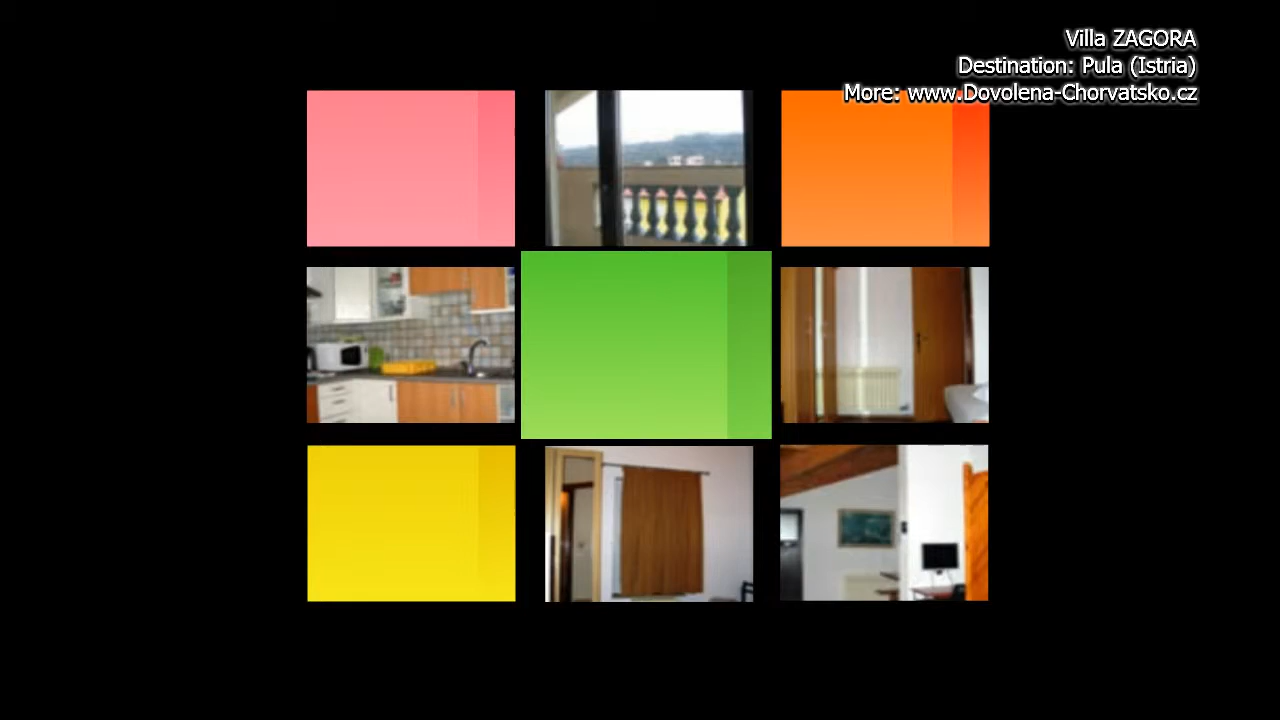 Villa ZAGORA
Destination: Pula (Istria)
More: www.Dovolena-Chorvatsko.cz